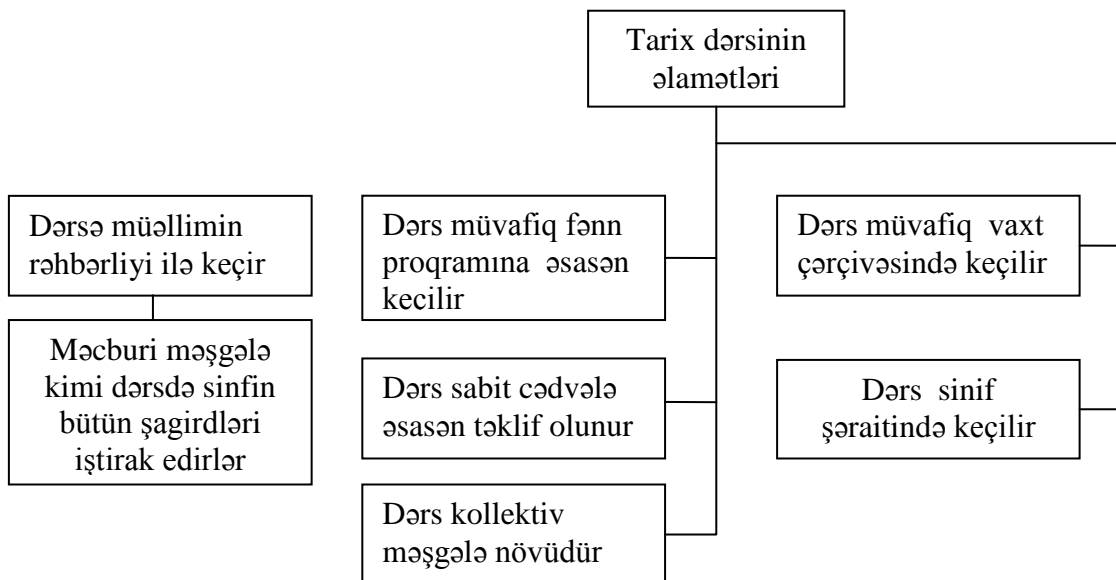 Tarix dərsinin
əlamətləri
Dərsə müəllimin
rəhbərliyi ilə keçir
Məcburi məşgələ
kimi dərsdə sinfin
bütün şagirdləri
iştirak edirlər
Dərs müvafiq fənn
proqramına əsasən
kecilir
Dərs sabit cədvələ
əsasən təklif olunur
Dərs kollektiv
məşgələ növüdür
Dərs müvafiq vaxt
çərçivəsində keçilir
Dərs sinif
şəraitində keçilir